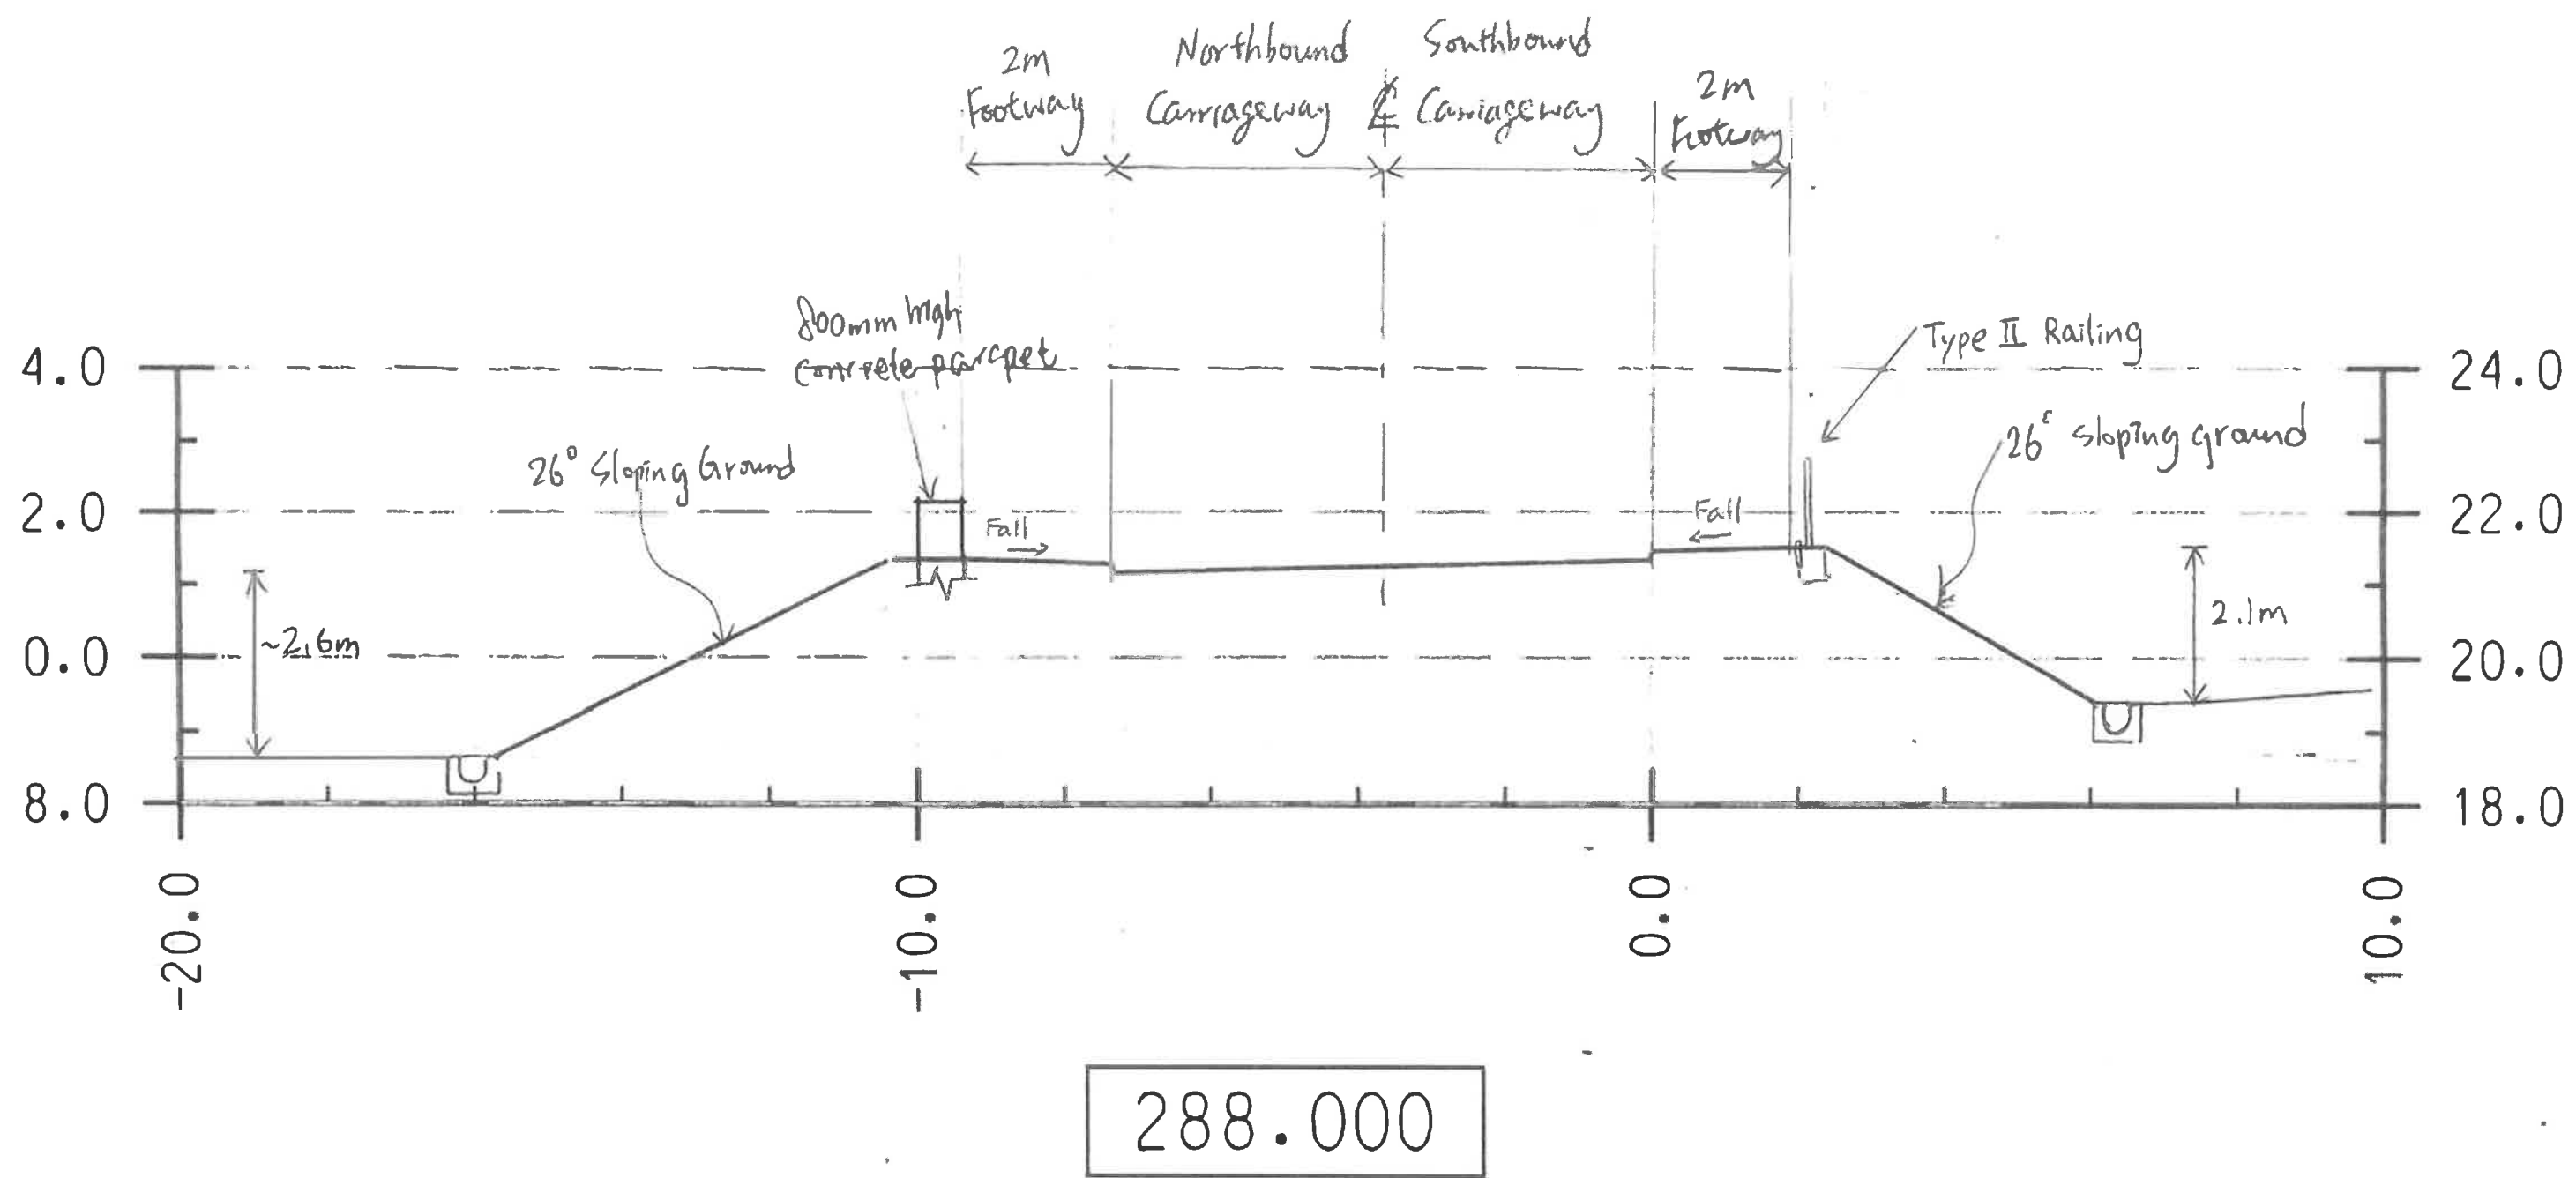 2m
Footway
Northbound
Carriageway
℄
Southbound
Carriageway
2m
Footway
800mm high
concrete parapet
Type II Railing
4.0
24.0
26° Sloping Ground
26° sloping ground
2.0
Fall
Fall
22.0
~2.6m
2.1m
0.0
20.0
8.0
18.0
-20.0
-10.0
0.0
10.0
288.000